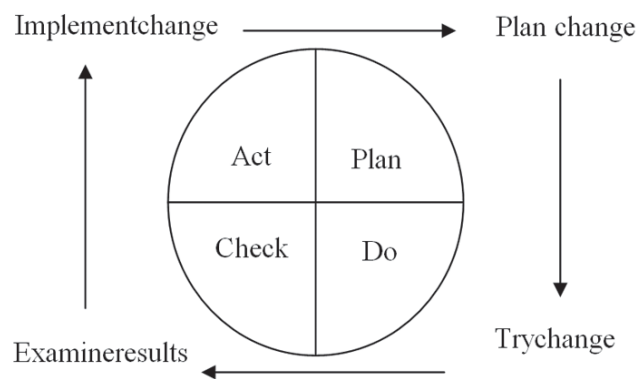 Implementchange
Plan change
Act
Plan
Check
Do
Examineresults
Trychange